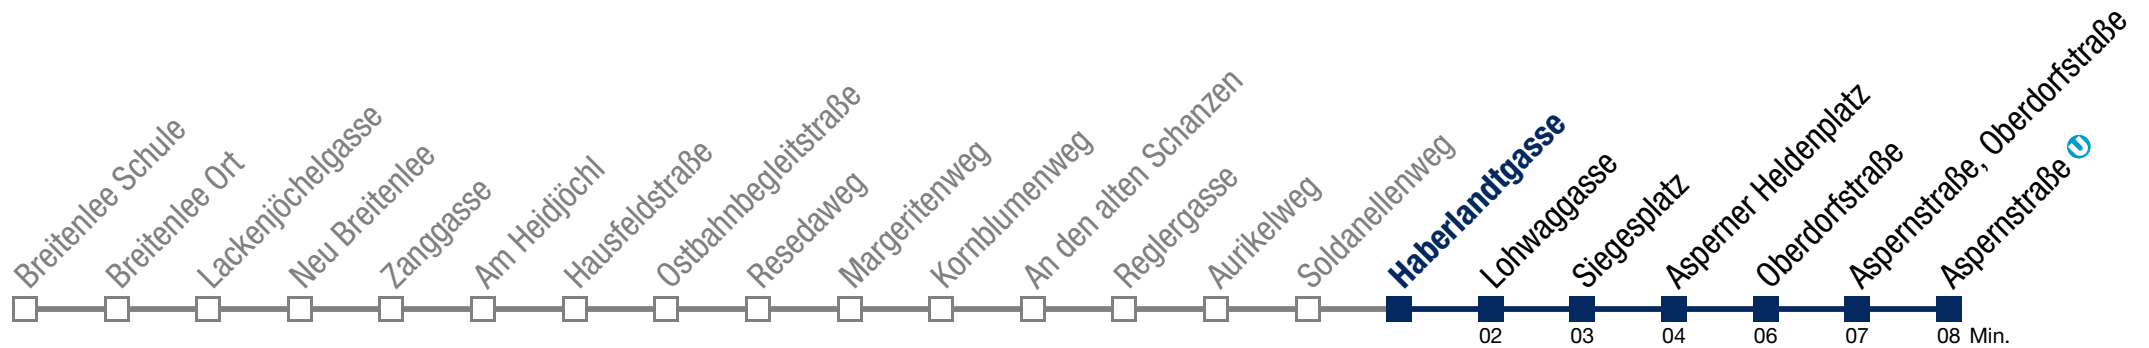 Breitenlee Schule
Breitenlee Ort
Lackenjöchelgasse
Neu Breitenlee
Zanggasse
Am Heidjöchl
Hausfeldstraße
Ostbahnbegleitstraße
Resedaweg
Margeritenweg
Kornblumenweg
An den alten Schanzen
Reglergasse
Aurikelweg
Soldanellenweg
Haberlandtgasse
Lohwaggasse
Siegesplatz
Asperner Heldenplatz
Oberdorfstraße
Aspernstraße, Oberdorfstraße
Aspernstraße U
02 03 04 06 07 08 Min.